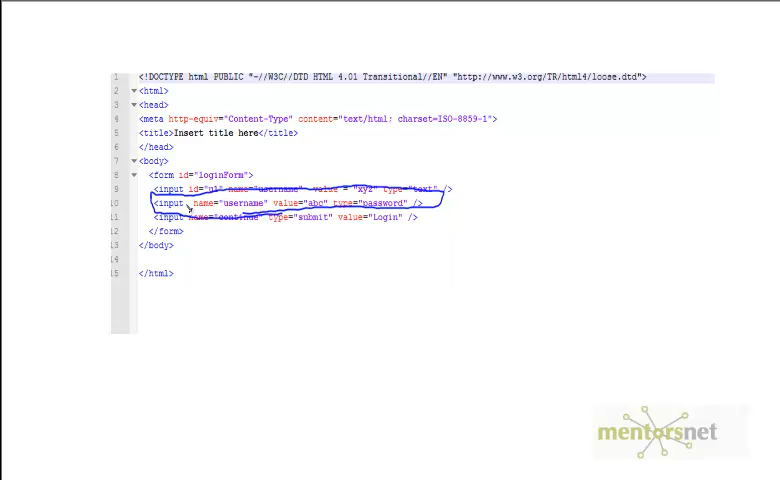 1 <!DOCTYPE html PUBLIC "-//W3C//DTD HTML 4.01 Transitional//EN" "http://www.w3.org/TR/html4/loose.dtd">
2 <html>
3 <head>
4 <meta http-equiv="Content-Type" content="text/html; charset=ISO-8859-1">
5 <title>Insert title here</title>
6 </head>
7 <body>
8 <form id="loginForm">
9 <input id="u1" name="username" value = "xyz" type="text" />
10 <input name="username" value="abc" type="password" />
11 <input name="continue" type="submit" value="Login" />
12 </form>
13 </body>
14
15 </html>
mentorsnet